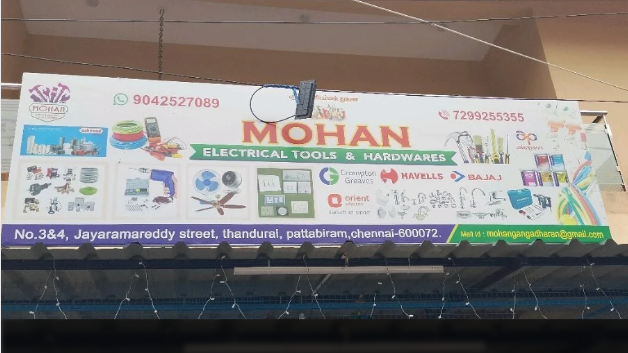 MOHAN
9042527089
7299255355
MOHAN
ELECTRICAL TOOLS & HARDWARES
Crompton
Greaves
HAVELLS
BAJAJ
Orient
No.3&4, Jayaramareddy street, thandurai, pattabiram,chennai-600072.
Mail id : mohangangadharan@gmail.com